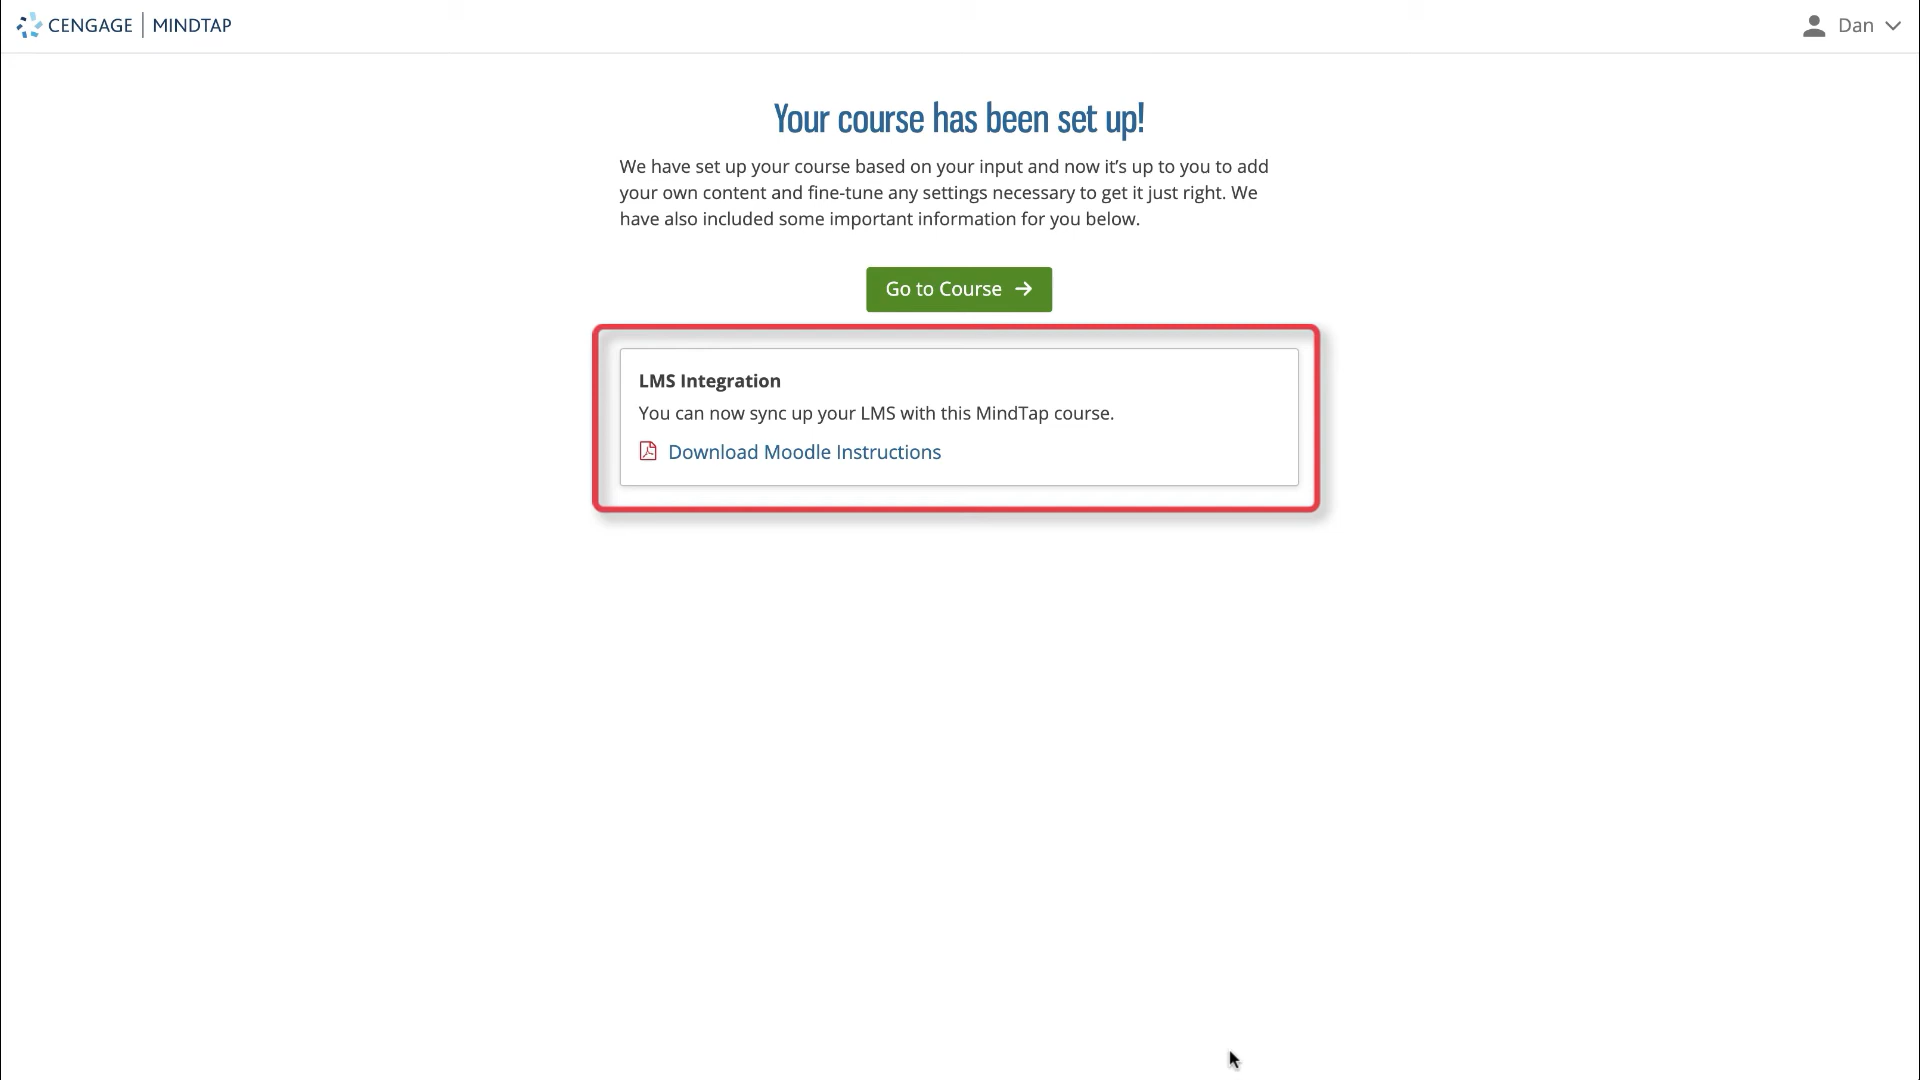 CENGAGE | MINDTAP
Dan
Your course has been set up!
We have set up your course based on your input and now it’s up to you to add
your own content and fine-tune any settings necessary to get it just right. We
have also included some important information for you below.
Go to Course
LMS Integration
You can now sync up your LMS with this MindTap course.
Download Moodle Instructions